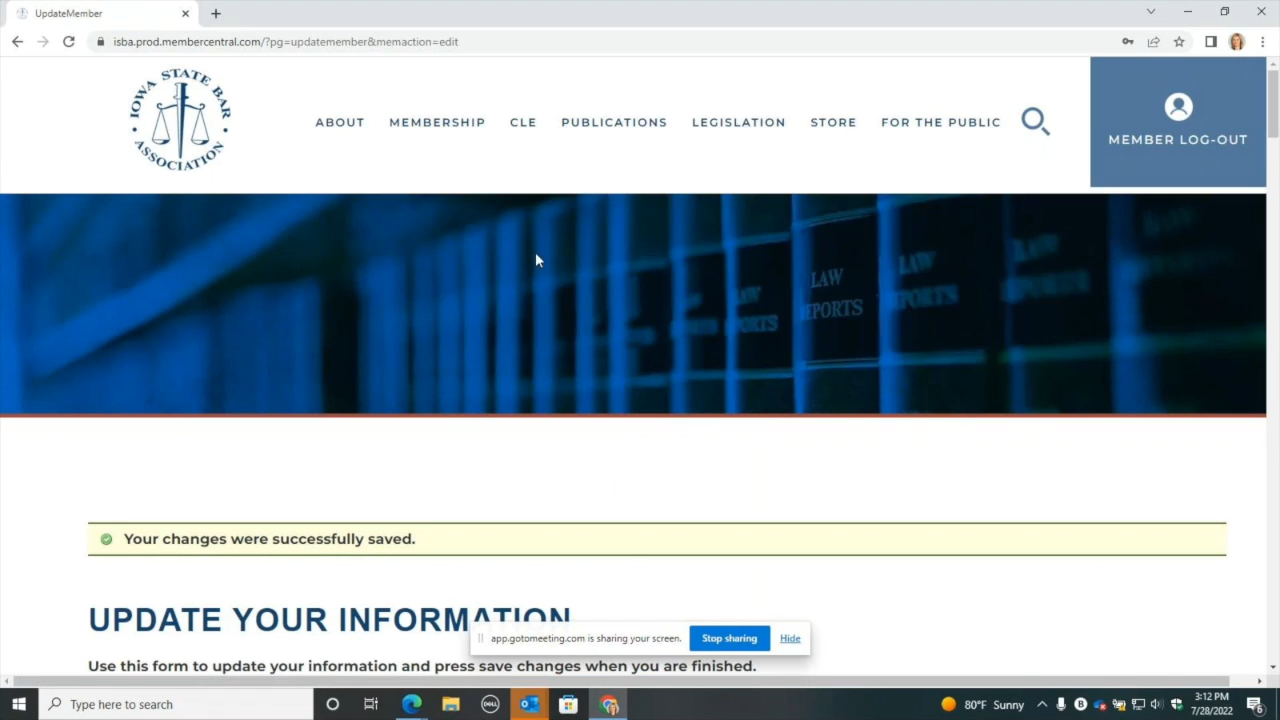 UpdateMember
isba.prod.membercentral.com/?pg=updatemember&memaction=edit
IOWA STATE BAR ASSOCIATION
ABOUT MEMBERSHIP CLE PUBLICATIONS LEGISLATION STORE FOR THE PUBLIC
MEMBER LOG-OUT
LAW
REPORTS
Your changes were successfully saved.
UPDATE YOUR INFORMATION
app.gotomeeting.com is sharing your screen. Stop sharing Hide
Use this form to update your information and press save changes when you are finished.
Type here to search
DELL
80°F Sunny
3:12 PM
7/28/2022
6